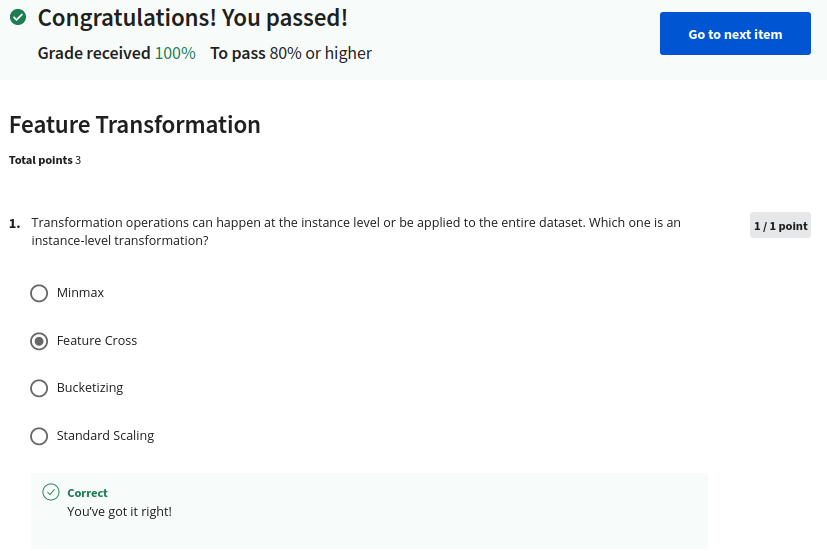 Congratulations! You passed!
Grade received 100% To pass 80% or higher
Go to next item
Feature Transformation
Total points 3
1. Transformation operations can happen at the instance level or be applied to the entire dataset. Which one is an
instance-level transformation?
1 / 1 point
Minmax
Feature Cross
Bucketizing
Standard Scaling
Correct
You’ve got it right!